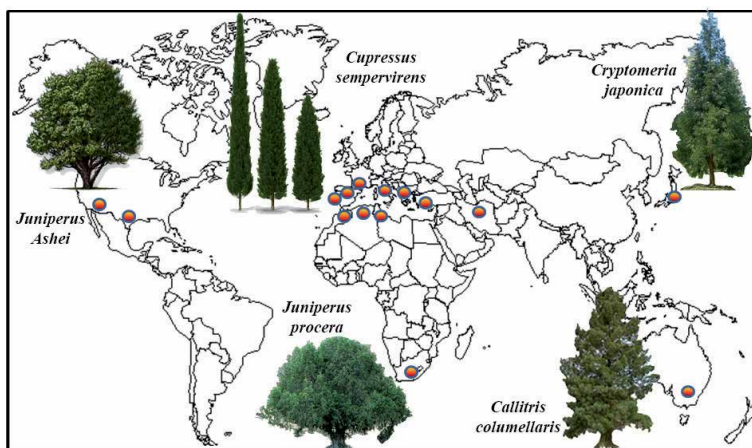 Cupressus
sempervirens
Cryptomeria
japonica
Juniperus
Ashei
Juniperus
procera
Callitris
columellaris